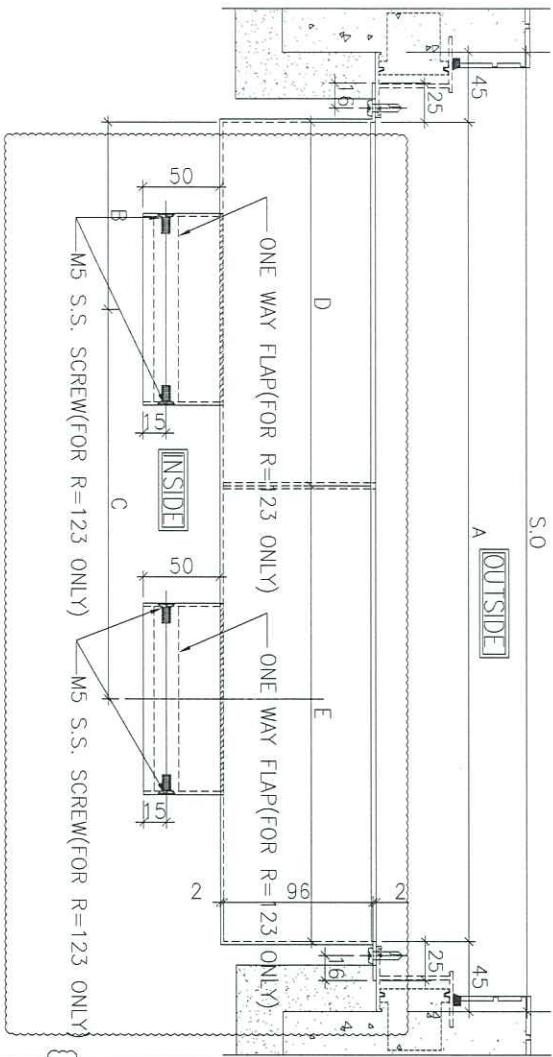 S.O
A
OUTSIDE
45
25
16
45
25
16
2
96
2
D
E
50
50
ONE WAY FLAP(FOR R=123 ONLY)
ONE WAY FLAP(FOR R=123 ONLY)
B
C
15
15
INSIDE
M5 S.S. SCREW(FOR R=123 ONLY)
M5 S.S. SCREW(FOR R=123 ONLY)